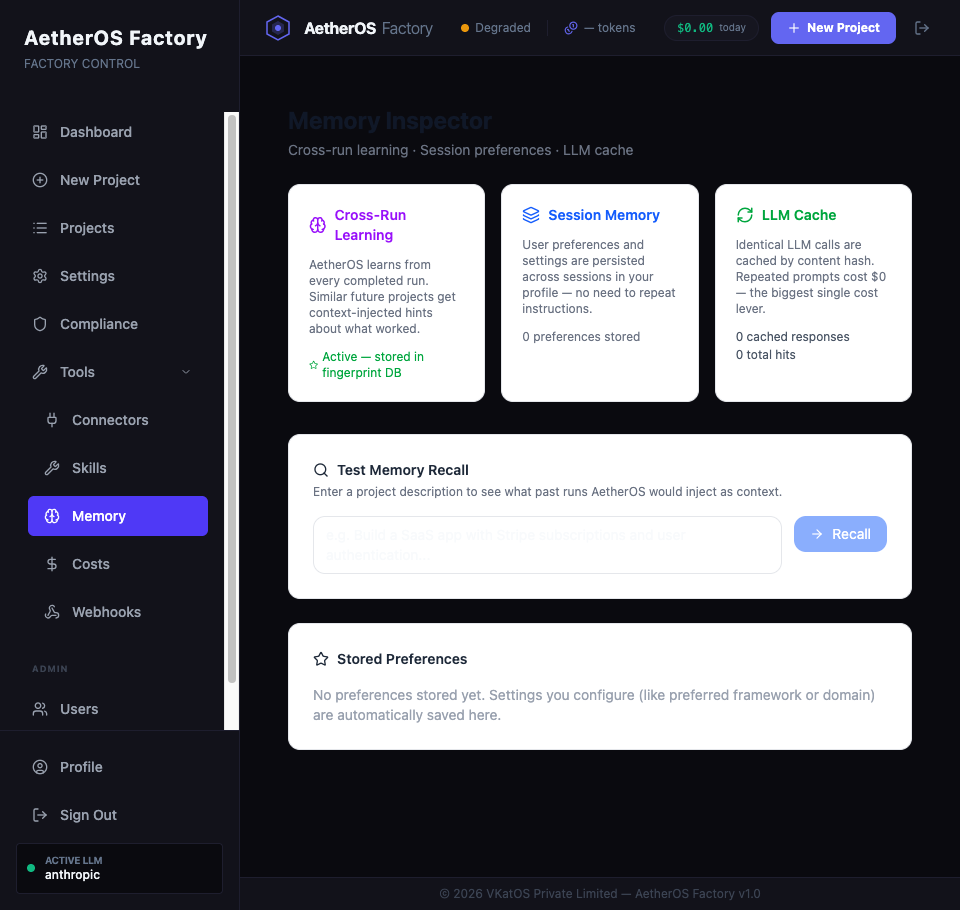 AetherOS Factory
FACTORY CONTROL
Dashboard
New Project
Projects
Settings
Compliance
Tools
Connectors
Skills
Memory
Costs
Webhooks
ADMIN
Users
Profile
Sign Out
ACTIVE LLM
anthropic
AetherOS Factory
Degraded
— tokens
$0.00 today
New Project
Memory Inspector
Cross-run learning · Session preferences · LLM cache
Cross-Run
Learning
AetherOS learns from
every completed run.
Similar future projects get
context-injected hints
about what worked.
Active — stored in
fingerprint DB
Session Memory
User preferences and
settings are persisted
across sessions in your
profile — no need to repeat
instructions.
0 preferences stored
LLM Cache
Identical LLM calls are
cached by content hash.
Repeated prompts cost $0
— the biggest single cost
lever.
0 cached responses
0 total hits
Test Memory Recall
Enter a project description to see what past runs AetherOS would inject as context.
e.g. Build a SaaS app with Stripe subscriptions and user
authentication...
Recall
Stored Preferences
No preferences stored yet. Settings you configure (like preferred framework or domain)
are automatically saved here.
© 2026 VKatOS Private Limited — AetherOS Factory v1.0